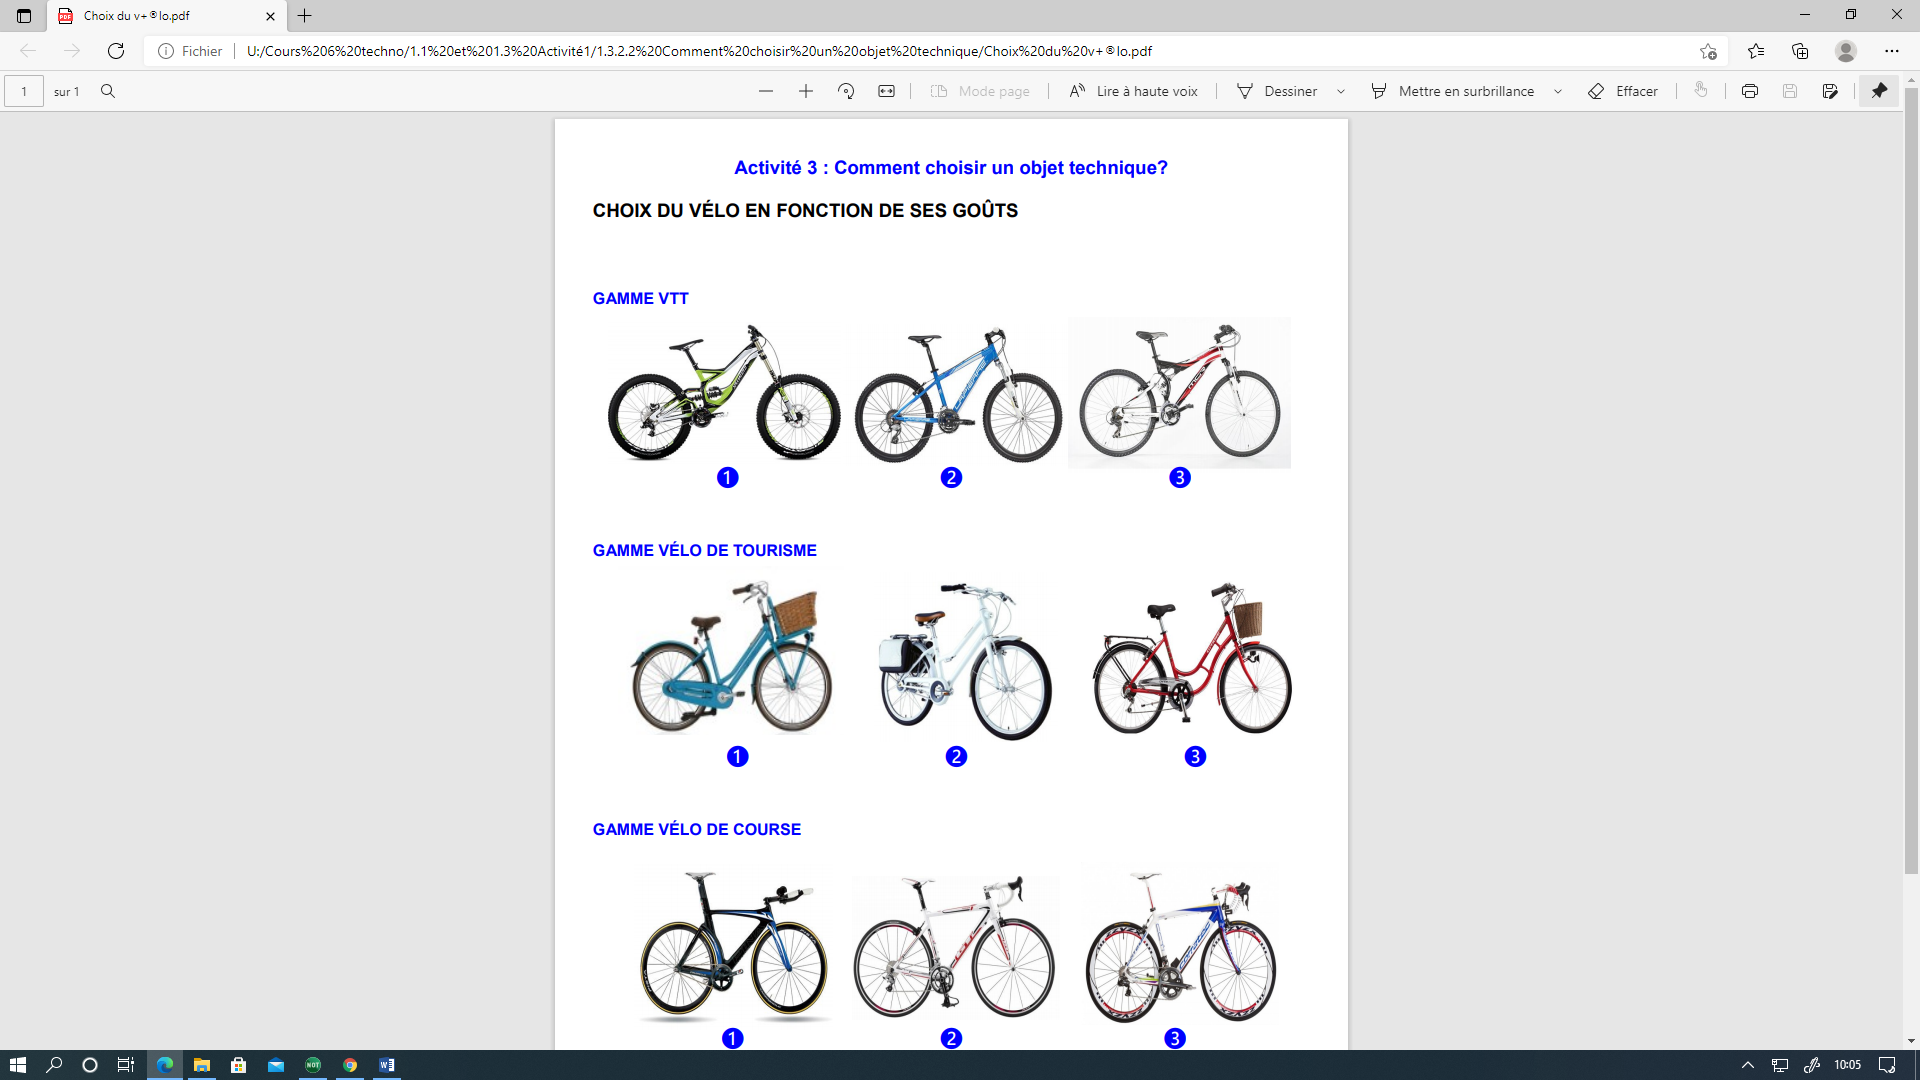 Choix du v+®lo.pdf
Fichier
U:/Cours%206%20techno/1.1%20et%201.3%20Activité1/1.3.2.2%20Comment%20choisir%20un%20objet%20technique/Choix%20du%20v+®lo.pdf
1 sur 1
Mode page
Lire à haute voix
Dessiner
Mettre en surbrillance
Effacer
Activité 3 : Comment choisir un objet technique?
CHOIX DU VÉLO EN FONCTION DE SES GOÛTS
GAMME VTT
1 2 3
GAMME VÉLO DE TOURISME
1 2 3
GAMME VÉLO DE COURSE
1 2 3
10:05